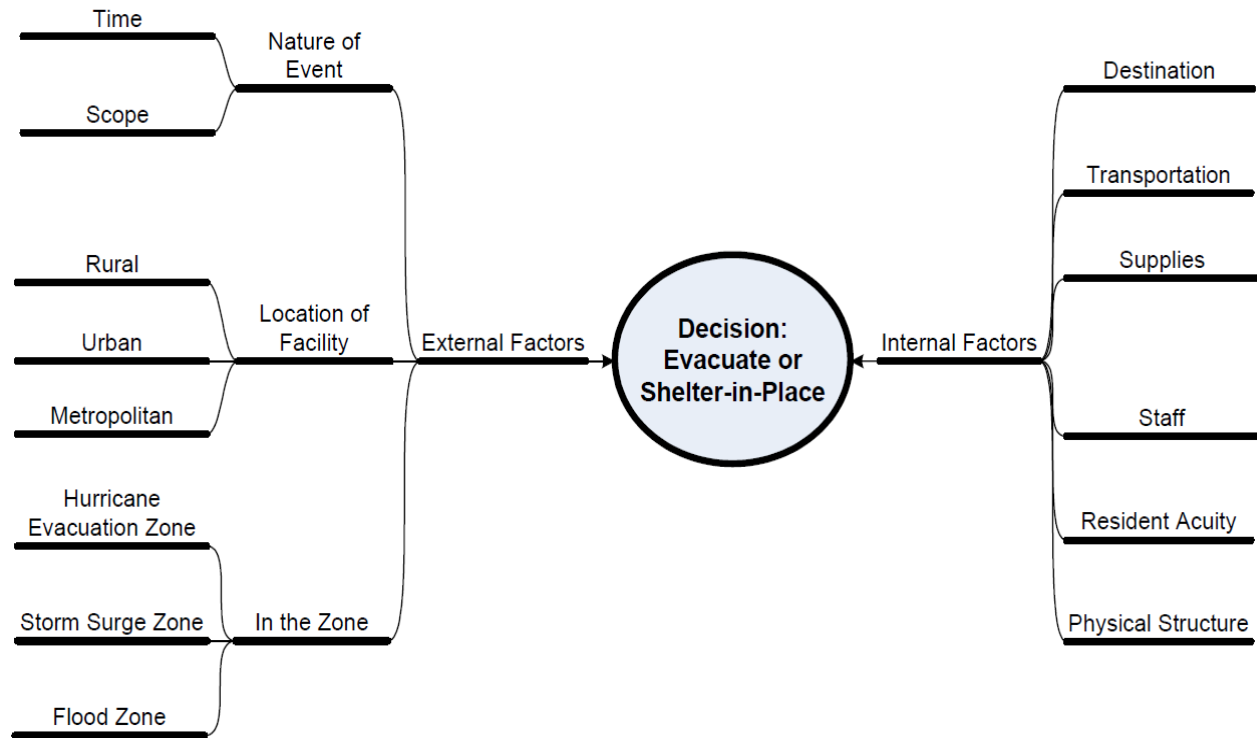 Time
Nature of
Event
Scope
Rural
Location of
Facility
Urban
Metropolitan
Hurricane
Evacuation Zone
Storm Surge Zone
In the Zone
Flood Zone
External Factors
Decision:
Evacuate or
Shelter-in-Place
Internal Factors
Destination
Transportation
Supplies
Staff
Resident Acuity
Physical Structure